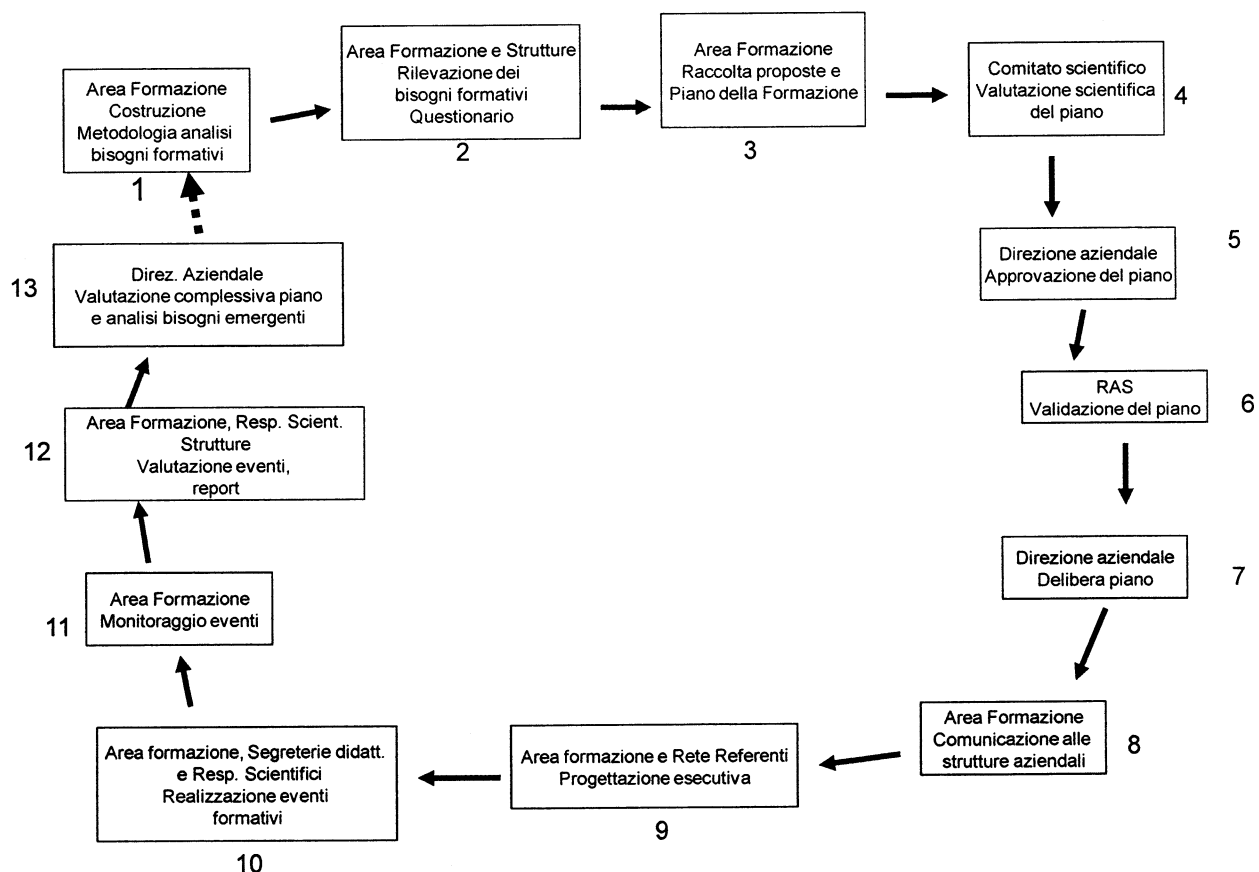 Area Formazione
Costruzione
Metodologia analisi
bisogni formativi
1
Area Formazione e Strutture
Rilevazione dei
bisogni formativi
Questionario
2
Area Formazione
Raccolta proposte e
Piano della Formazione
3
Comitato scientifico
Valutazione scientifica
del piano
4
Direzione aziendale
Approvazione del piano
5
RAS
Validazione del piano
6
Direzione aziendale
Delibera piano
7
Area Formazione
Comunicazione alle
strutture aziendali
8
Area formazione e Rete Referenti
Progettazione esecutiva
9
Area formazione, Segreterie didatt.
e Resp. Scientifici
Realizzazione eventi
formativi
10
Area Formazione
Monitoraggio eventi
11
Area Formazione, Resp. Scient.
Strutture
Valutazione eventi,
report
12
Direz. Aziendale
Valutazione complessiva piano
e analisi bisogni emergenti
13